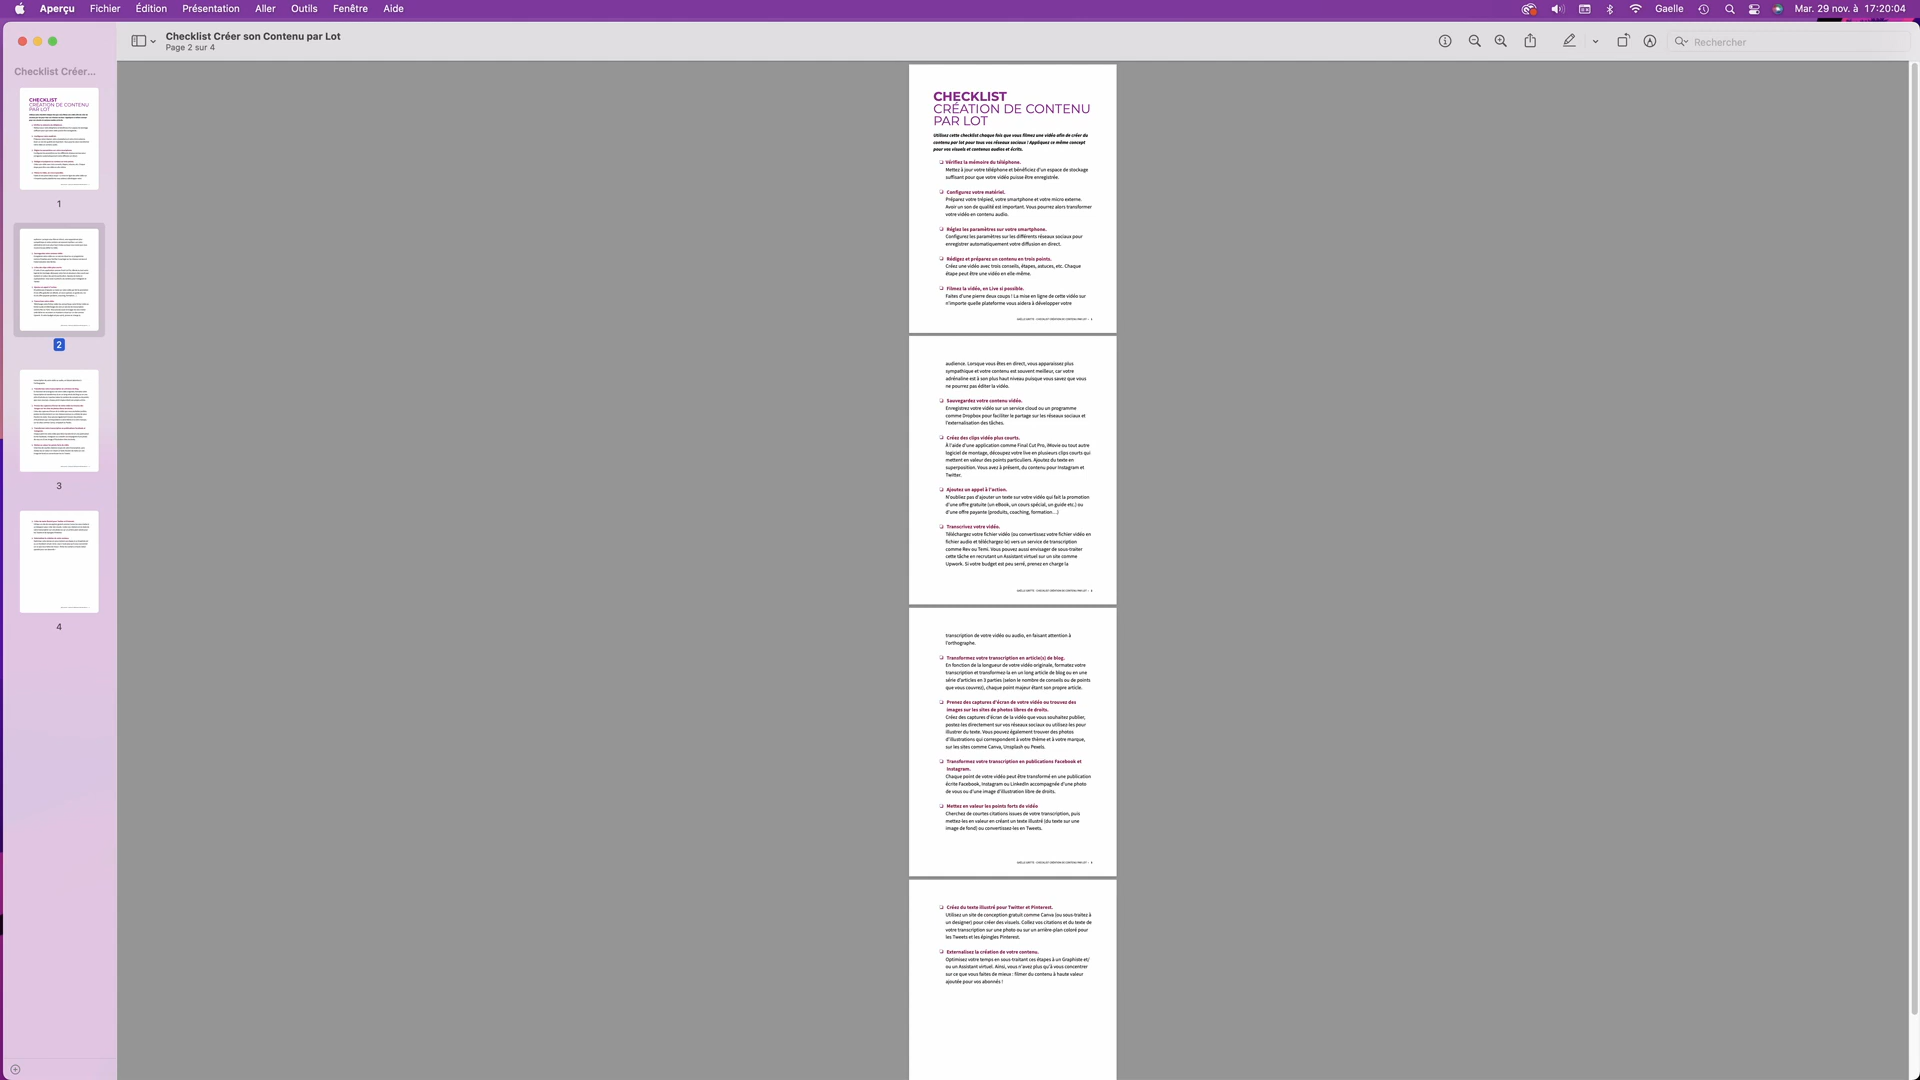 Aperçu Fichier Édition Présentation Aller Outils Fenêtre Aide Gaelle Mar. 29 nov. à 17:20:04
Checklist Créer son Contenu par Lot
Page 2 sur 4
Rechercher
Checklist Créer...
1
2
3
4
CHECKLIST
CRÉATION DE CONTENU
PAR LOT
Utilisez cette checklist chaque fois que vous filmez une vidéo afin de créer du
contenu par lot pour tous vos réseaux sociaux ! Appliquez ce même concept
pour vos visuels et contenus audios et écrits.
Vérifiez la mémoire du téléphone.
Mettez à jour votre téléphone et bénéficiez d'un espace de stockage
suffisant pour que votre vidéo puisse être enregistrée.
Configurez votre matériel.
Préparez votre trépied, votre smartphone et votre micro externe.
Avoir un son de qualité est important. Vous pourrez alors transformer
votre vidéo en contenu audio.
Réglez les paramètres sur votre smartphone.
Configurez les paramètres sur les différents réseaux sociaux pour
enregistrer automatiquement votre diffusion en direct.
Rédigez et préparez un contenu en trois points.
Créez une vidéo avec trois conseils, étapes, astuces, etc. Chaque
étape peut être une vidéo en elle-même.
Filmez la vidéo, en Live si possible.
Faites d'une pierre deux coups ! La mise en ligne de cette vidéo sur
n'importe quelle plateforme vous aidera à développer votre
audience. Lorsque vous êtes en direct, vous apparaissez plus
sympathique et votre contenu est souvent meilleur, car votre
adrénaline est à son plus haut niveau puisque vous savez que vous
ne pourrez pas éditer la vidéo.
Sauvegardez votre contenu vidéo.
Enregistrez votre vidéo sur un service cloud ou un programme
comme Dropbox pour faciliter le partage sur les réseaux sociaux et
l'externalisation des tâches.
Créez des clips vidéo plus courts.
À l'aide d'une application comme Final Cut Pro, iMovie ou tout autre
logiciel de montage, découpez votre live en plusieurs clips courts qui
mettent en valeur des points particuliers. Ajoutez du texte en
superposition. Vous avez à présent, du contenu pour Instagram et
Twitter.
Ajoutez un appel à l'action.
N'oubliez pas d'ajouter un texte sur votre vidéo qui fait la promotion
d'une offre gratuite (un eBook, un cours spécial, un guide etc.) ou
d'une offre payante (produits, coaching, formation...)
Transcrivez votre vidéo.
Téléchargez votre fichier vidéo (ou convertissez votre fichier vidéo en
fichier audio et téléchargez-le) vers un service de transcription
comme Rev ou Temi. Vous pouvez aussi envisager de sous-traiter
cette tâche en recrutant un Assistant virtuel sur un site comme
Upwork. Si votre budget est peu serré, prenez en charge la
transcription de votre vidéo ou audio, en faisant attention à
l'orthographe.
Transformez votre transcription en article(s) de blog.
En fonction de la longueur de votre vidéo originale, formatez votre
transcription et transformez-la en un long article de blog ou en une
série d'articles en 3 parties (selon le nombre de conseils ou de points
que vous couvrez), chaque point majeur étant son propre article.
Prenez des captures d'écran de votre vidéo ou trouvez des
images sur les sites de photos libres de droits.
Créez des captures d'écran de la vidéo que vous souhaitez publier,
postez-les directement sur vos réseaux sociaux ou utilisez-les pour
illustrer du texte. Vous pouvez également trouver des photos
d'illustrations qui correspondent à votre thème et à votre marque,
sur les sites comme Canva, Unsplash ou Pexels.
Transformez votre transcription en publications Facebook et
Instagram.
Chaque point de votre vidéo peut être transformé en une publication
écrite Facebook, Instagram ou LinkedIn accompagnée d'une photo
de vous ou d'une image d'illustration libre de droits.
Mettez en valeur les points forts de vidéo
Cherchez de courtes citations issues de votre transcription, puis
mettez-les en valeur en créant un texte illustré (du texte sur une
image de fond) ou convertissez-les en Tweets.
Créez du texte illustré pour Twitter et Pinterest.
Utilisez un site de conception gratuit comme Canva (ou sous-traitez à
un designer) pour créer des visuels. Collez vos citations et du texte de
votre transcription sur une photo ou sur un arrière-plan coloré pour
les Tweets et les épingles Pinterest.
Externalisez la création de votre contenu.
Optimisez votre temps en sous-traitant ces étapes à un Graphiste et/
ou un Assistant virtuel. Ainsi, vous n'avez plus qu'à vous concentrer
sur ce que vous faites de mieux : filmer du contenu à haute valeur
ajoutée pour vos abonnés !